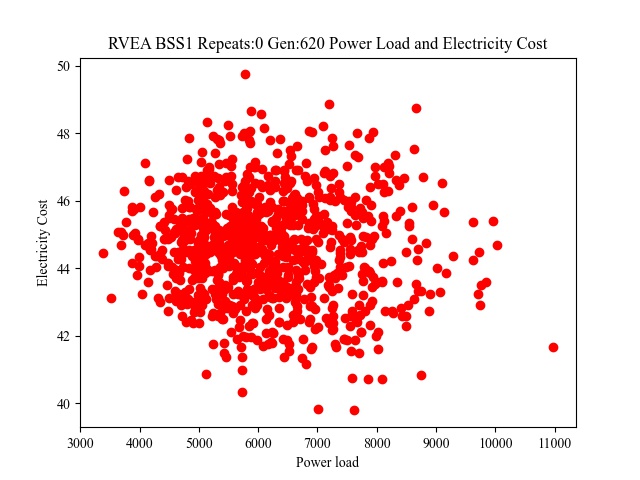 RVEA BSS1 Repeats:0 Gen:620 Power Load and Electricity Cost
50
48
46
44
42
40
Electricity Cost
3000 4000 5000 6000 7000 8000 9000 10000 11000
Power load